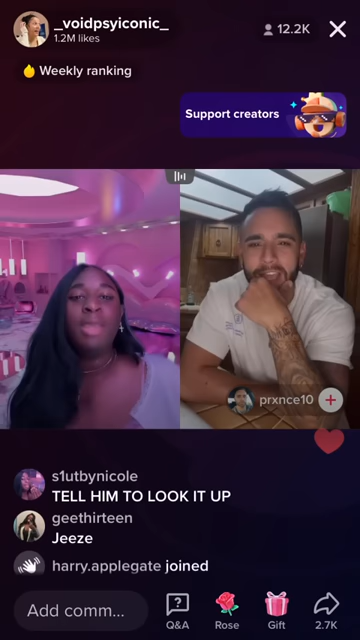 _voidpsyiconic_
1.2M likes
12.2K
Weekly ranking
Support creators
prxnce10
s1utbynicole
TELL HIM TO LOOK IT UP
geethirteen
Jeeze
harry.applegate joined
Add comm...
Q&A
Rose
Gift
2.7K